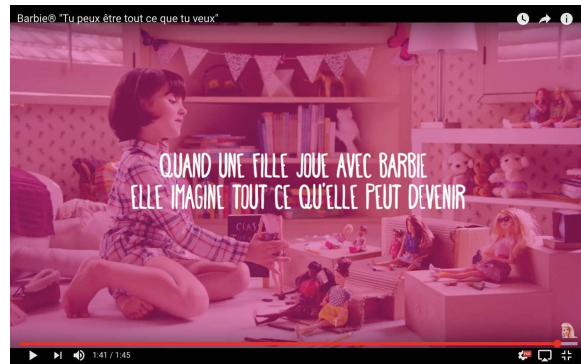 Barbie® "Tu peux être tout ce que tu veux"
QUAND UNE FILLE JOUE AVEC BARBIE
ELLE IMAGINE TOUT CE QU'ELLE PEUT DEVENIR
CLAS
1:41 / 1:45